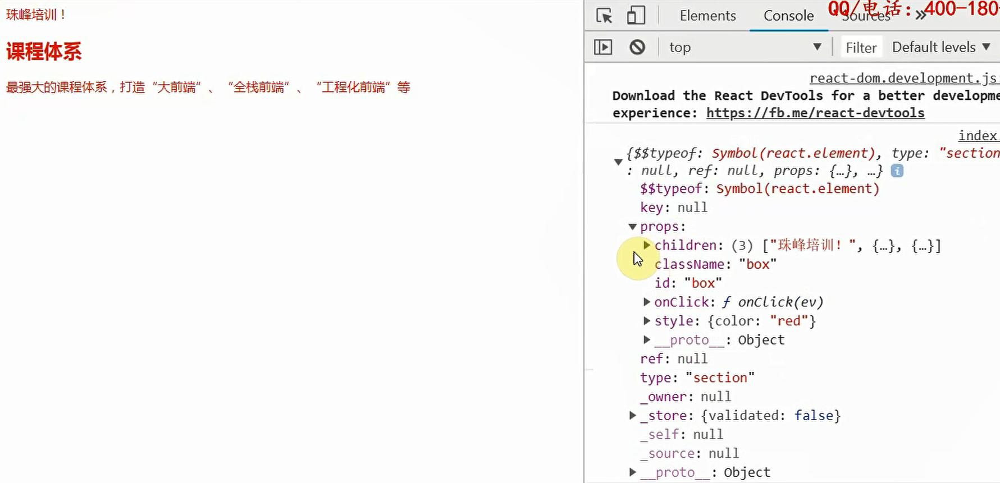 珠峰培训！
课程体系
最强大的课程体系，打造“大前端”、“全栈前端”、“工程化前端”等
QQ/电话：400-180-
Elements Console Sources »
top Filter Default levels
react-dom.development.js:
Download the React DevTools for a better developme
experience: https://fb.me/react-devtools
index.
{$$typeof: Symbol(react.element), type: "section
: null, ref: null, props: {…}, …}
$$typeof: Symbol(react.element)
key: null
props:
children: (3) ["珠峰培训！", {…}, {…}]
className: "box"
id: "box"
onClick: ƒ onClick(ev)
style: {color: "red"}
__proto__: Object
ref: null
type: "section"
_owner: null
_store: {validated: false}
_self: null
_source: null
__proto__: Object